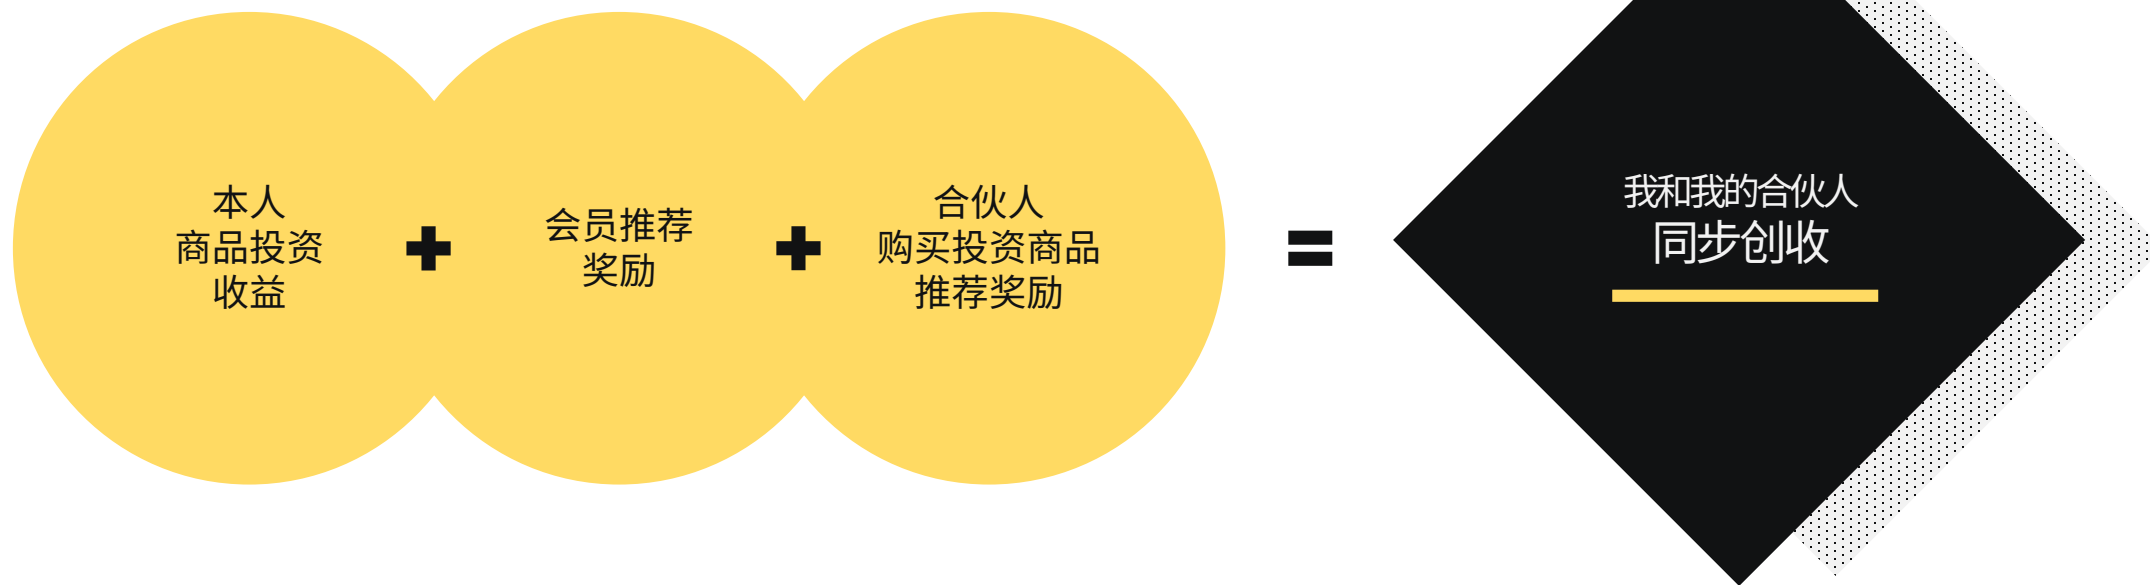 本人
商品投资
收益
会员推荐
奖励
合伙人
购买投资商品
推荐奖励
我和我的合伙人
同步创收